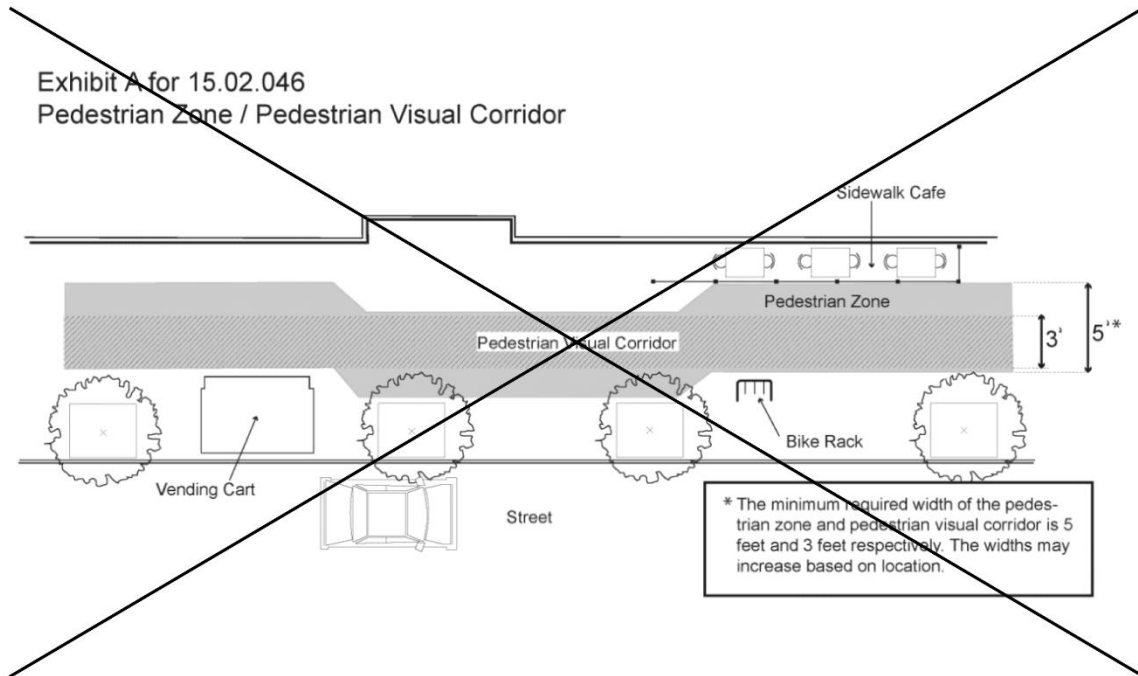 Exhibit A for 15.02.046
Pedestrian Zone / Pedestrian Visual Corridor
Sidewalk Cafe
Pedestrian Zone
Pedestrian Visual Corridor
3'
5'*
Bike Rack
Vending Cart
Street
* The minimum required width of the pedes-
trian zone and pedestrian visual corridor is 5
feet and 3 feet respectively. The widths may
increase based on location.